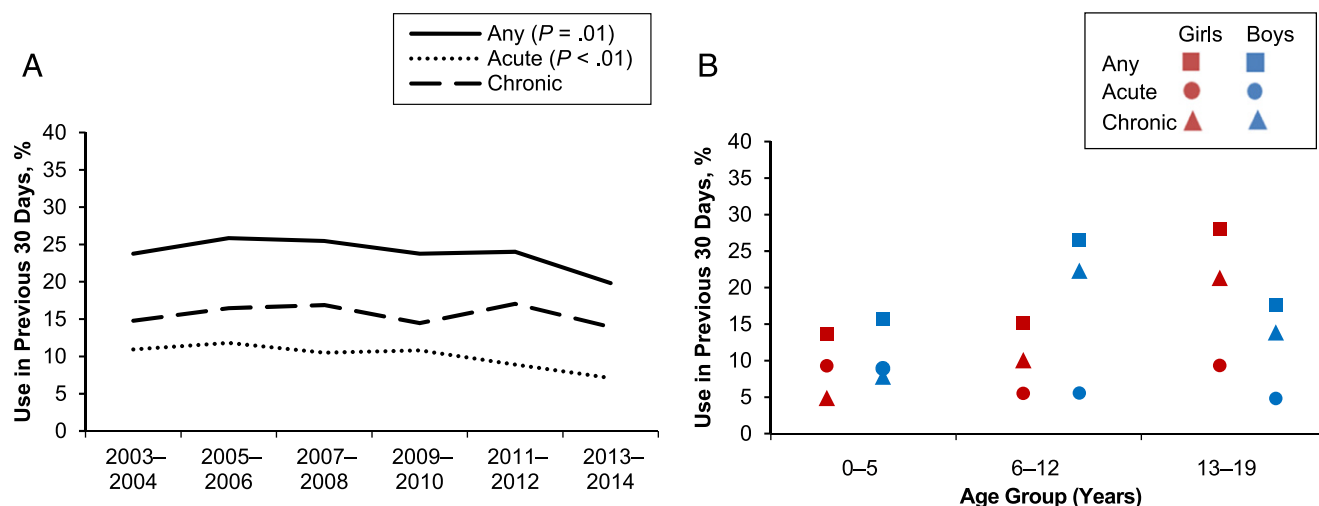 A
Any (P = .01)
Acute (P < .01)
Chronic
Use in Previous 30 Days, %
40
35
30
25
20
15
10
5
0
2003–
2004
2005–
2006
2007–
2008
2009–
2010
2011–
2012
2013–
2014
B
Girls Boys
Any
Acute
Chronic
Use in Previous 30 Days, %
40
35
30
25
20
15
10
5
0
0–5 6–12 13–19
Age Group (Years)